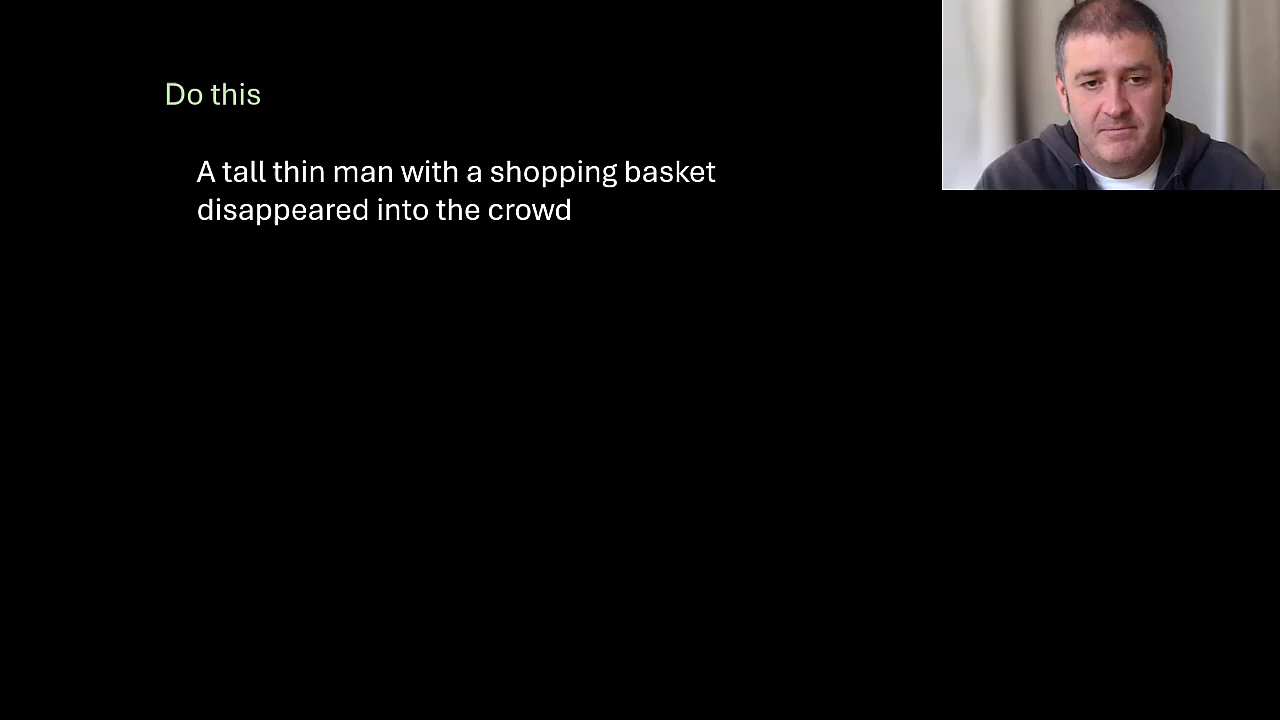 Do this
A tall thin man with a shopping basket
disappeared into the crowd